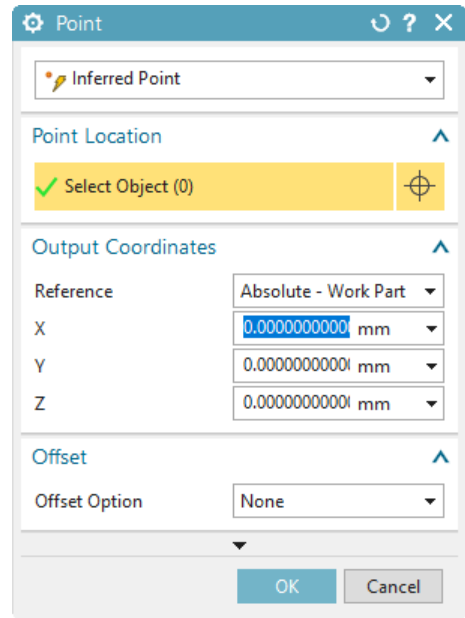 Point ?
Inferred Point
Point Location
Select Object (0)
Output Coordinates
Reference Absolute - Work Part
X 0.0000000000 mm
Y 0.0000000000 mm
Z 0.0000000000 mm
Offset
Offset Option None
OK Cancel